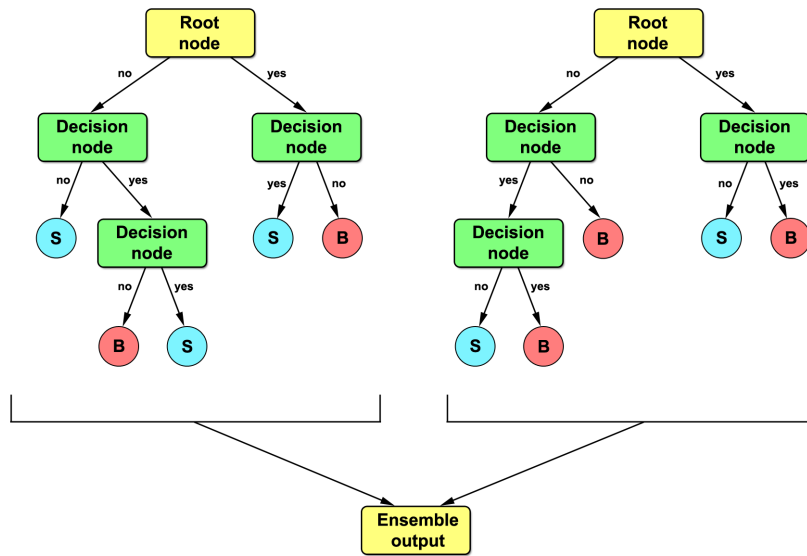 Root
node
Root
node
no
yes
no
yes
Decision
node
Decision
node
Decision
node
Decision
node
no
yes
yes
no
yes
no
no
yes
S
Decision
node
S
B
Decision
node
B
S
B
no
yes
no
yes
B
S
S
B
Ensemble
output